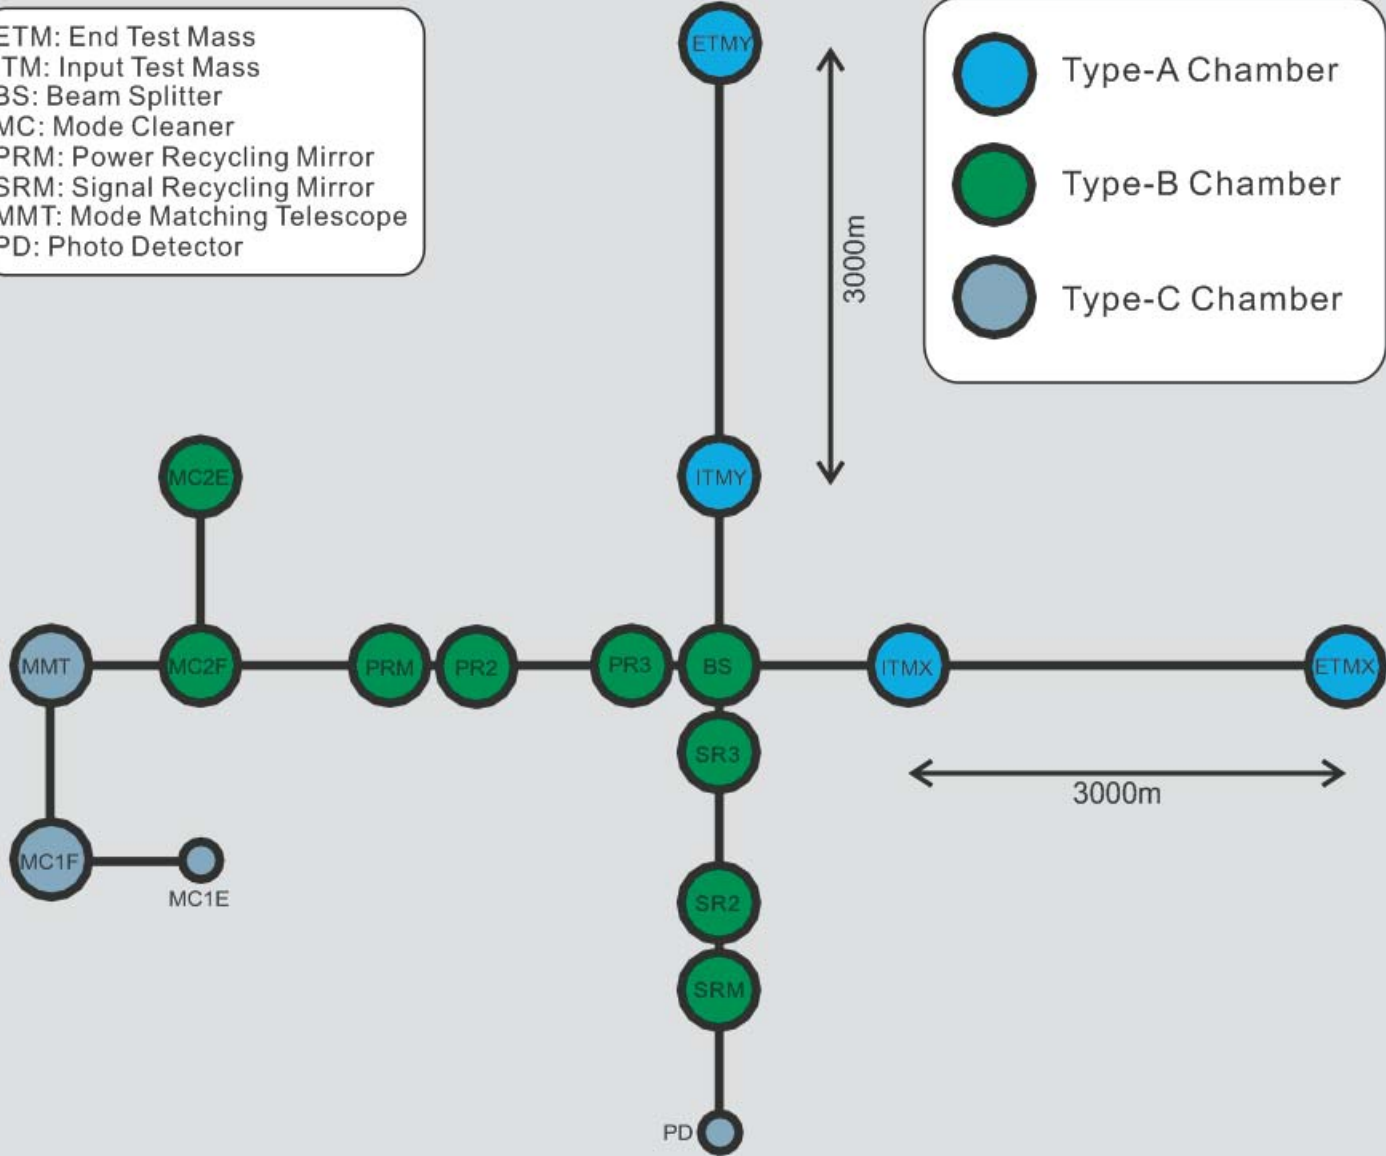 ETM: End Test Mass
ITM: Input Test Mass
BS: Beam Splitter
MC: Mode Cleaner
PRM: Power Recycling Mirror
SRM: Signal Recycling Mirror
MMT: Mode Matching Telescope
PD: Photo Detector
Type-A Chamber
Type-B Chamber
Type-C Chamber
ETMY
3000m
MC2E
ITMY
MMT
MC2F
PRM
PR2
PR3
BS
ITMX
ETMX
SR3
3000m
MC1F
MC1E
SR2
SRM
PD